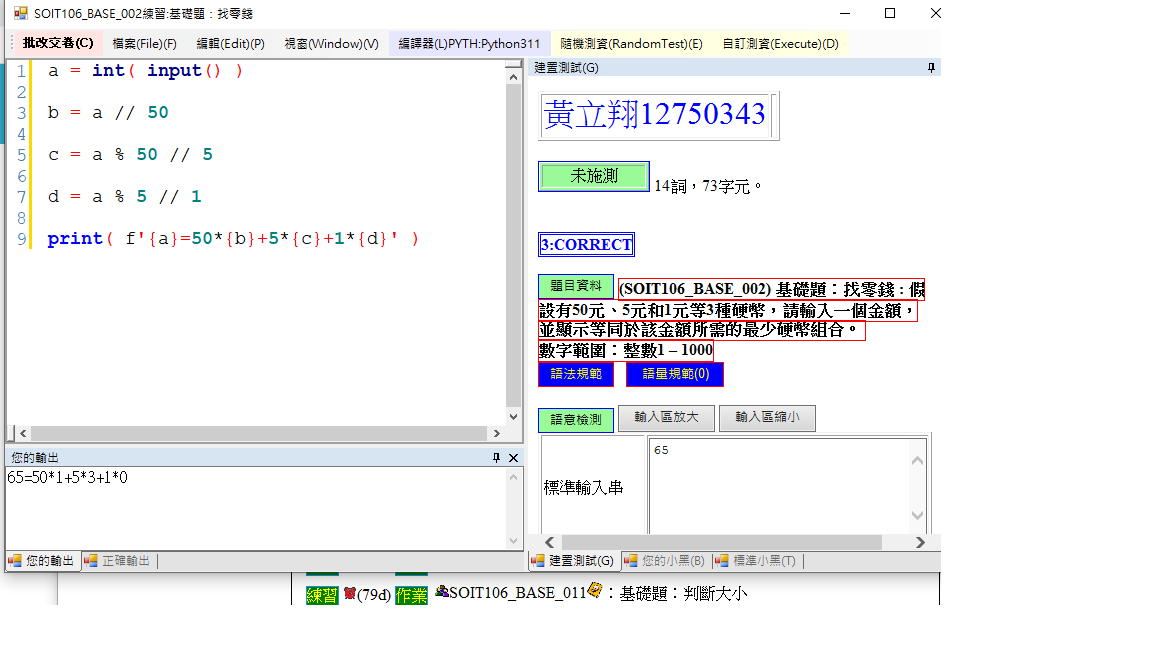 SOIT106_BASE_002練習:基礎題：找零錢
批改交卷(C) 檔案(File)(F) 編輯(Edit)(P) 視窗(Window)(V) 編譯器(L)PYTH:Python311 隨機測資(RandomTest)(E) 自訂測資(Execute)(D)
1 a = int( input() )
2
3 b = a // 50
4
5 c = a % 50 // 5
6
7 d = a % 5 // 1
8
9 print( f'{a}=50*{b}+5*{c}+1*{d}' )
您的輸出
65=50*1+5*3+1*0
您的輸出 正確輸出
建置測試(G)
黃立翔12750343
未施測 14詞，73字元。
3:CORRECT
題目資料 (SOIT106_BASE_002) 基礎題：找零錢 : 假
設有50元、5元和1元等3種硬幣，請輸入一個金額，
並顯示等同於該金額所需的最少硬幣組合。
數字範圍：整數1 – 1000
語法規範 語量規範(0)
語意檢測 輸入區放大 輸入區縮小
標準輸入串 65
建置測試(G) 您的小黑(B) 標準小黑(T)
練習 (79d) 作業 SOIT106_BASE_011：基礎題：判斷大小